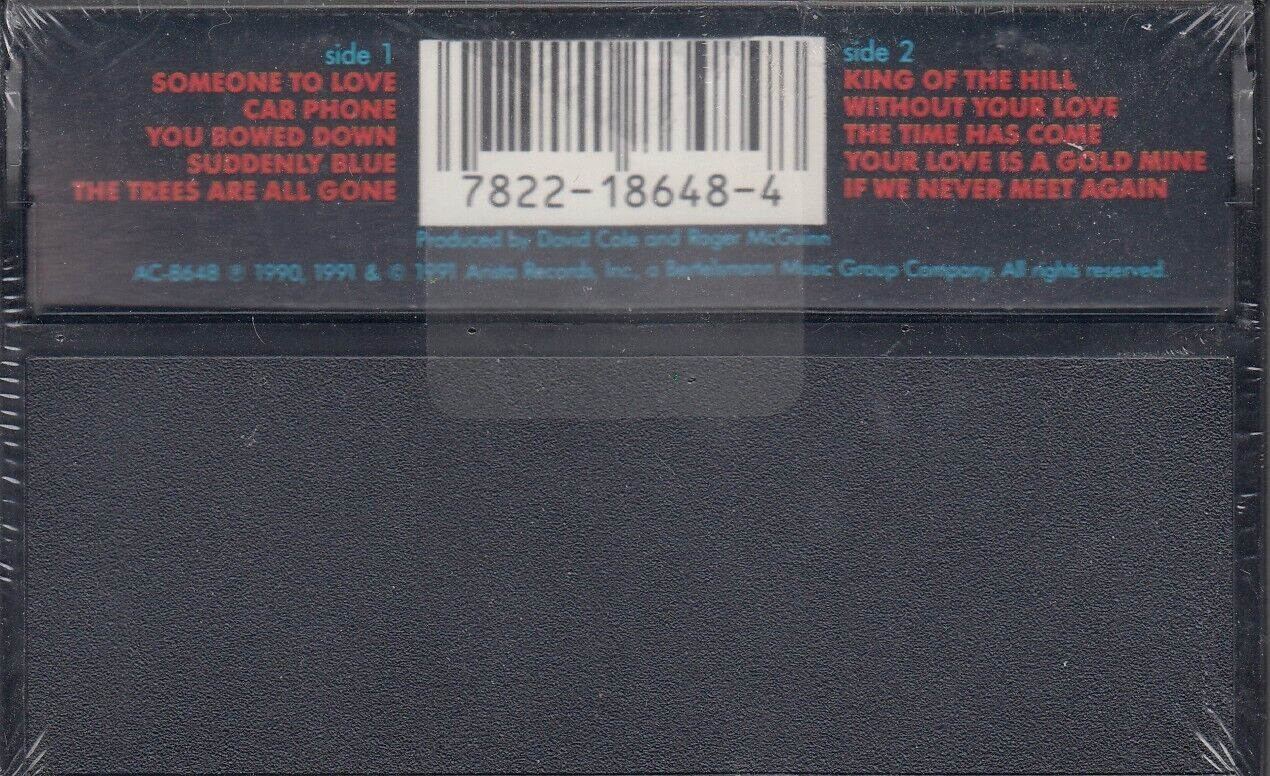 side 1
SOMEONE TO LOVE
CAR PHONE
YOU BOWED DOWN
SUDDENLY BLUE
THE TREES ARE ALL GONE
7822-18648-4
side 2
KING OF THE HILL
WITHOUT YOUR LOVE
THE TIME HAS COME
YOUR LOVE IS A GOLD MINE
IF WE NEVER MEET AGAIN
Produced by David Cole and Roger McGuinn
AC-8648 ℗ 1990, 1991 & © 1991 Arista Records, Inc., a Bertelsmann Music Group Company. All rights reserved.